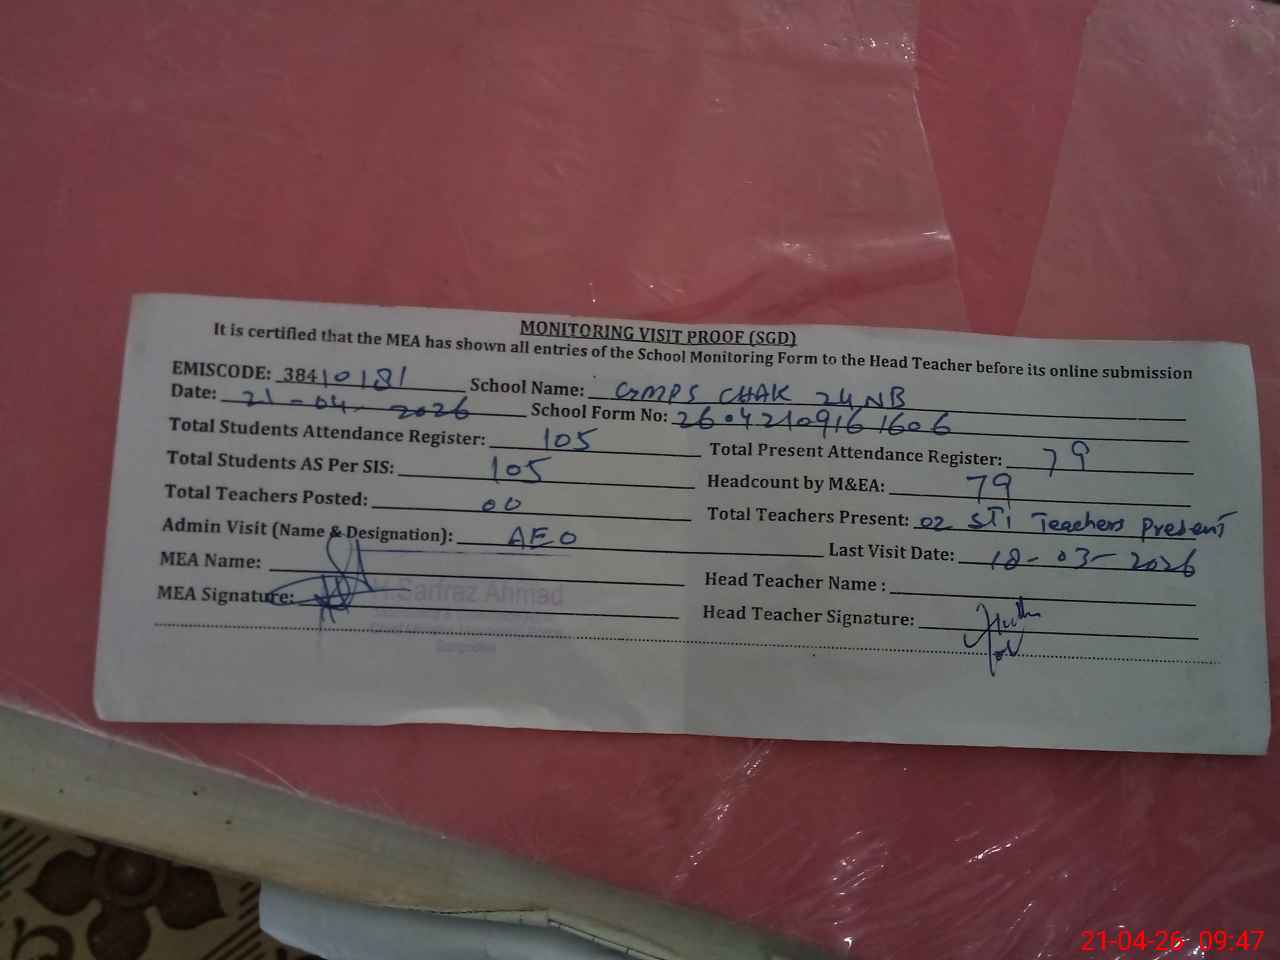 MONITORING VISIT PROOF (SGD)
It is certified that the MEA has shown all entries of the School Monitoring Form to the Head Teacher before its online submission
EMISCODE: 38410181 School Name: GMPS CHAK 24NB
Date: 21-04-2026 School Form No: 2604210916 1606
Total Students Attendance Register: 105 Total Present Attendance Register: 79
Total Students AS Per SIS: 105 Headcount by M&EA: 79
Total Teachers Posted: 00 Total Teachers Present: 02 STI Teachers Present
Admin Visit (Name & Designation): AEO Last Visit Date: 18-03-2026
MEA Name: Head Teacher Name :
MEA Signature: Sarfraz Ahmad Head Teacher Signature:
21-04-26 09:47